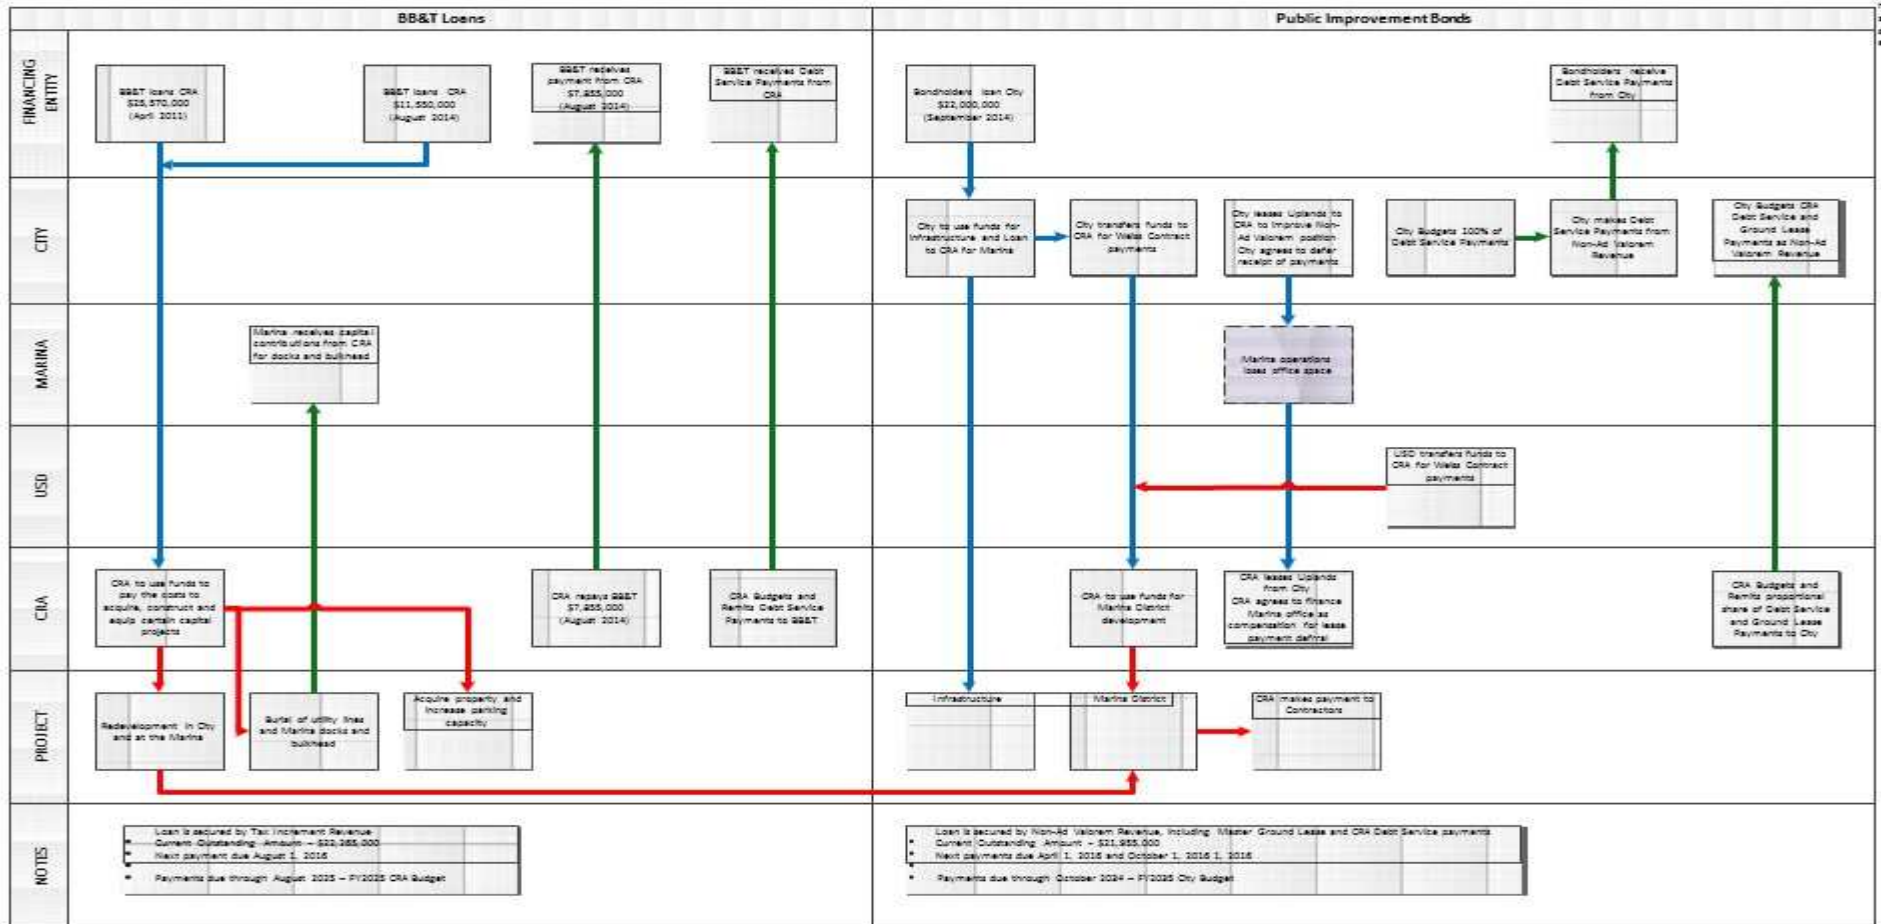 BB&T Loans
Public Improvement Bonds
FINANCING
ENTITY
BB&T loans CRA
(April 2011)
BB&T loans CRA
$11,550,000
(August 2014)
BB&T receives
payment from CRA
$7,855,000
(August 2014)
BB&T receives Debt
Service Payments from
CRA
Bondholders loan City
$22,000,000
(September 2014)
Bondholders receive
Debt Service Payments
from City
CITY
City to use funds for
Infrastructure and Loan
to CRA for Marina
City transfers funds to
CRA for Weiss Contract
payments
City leases Uplands to
CRA to Improve Non-
Ad Valorem position
City agrees to defer
receipt of payments
City Budgets 100% of
Debt Service Payments
City makes Debt
Service Payments from
Non-Ad Valorem
Revenue
City Budgets CRA
Debt Service and
Ground Lease
Payments as Non-Ad
Valorem Revenue
MARINA
Marina receives capital
contributions from CRA
for docks and bulkhead
Marina operations
loses office space
USD
USD transfers funds to
CRA for Weiss Contract
payments
CRA
CRA to use funds to
pay the costs to
acquire, construct and
equip certain capital
projects
CRA repays BB&T
$7,855,000
(August 2014)
CRA Budgets and
Remits Debt Service
Payments to BB&T
CRA to use funds for
Marina District
development
CRA leases Uplands
from City
CRA agrees to finance
Marina office as
compensation for lease
payment
CRA Budgets and
Remits proportional
share of Debt Service
and Ground Lease
Payments to City
PROJECT
Redevelopment in City
and at the Marina
Burial of utility lines
and Marina docks and
bulkhead
Acquire property and
increase parking
capacity
Infrastructure
Marina District
CRA makes payment to
Contractors
NOTES
Loan is secured by Tax Increment Revenue
• Current Outstanding Amount –
• Next payment due August 1, 2016
• Payments due through August 2025 – FY2025 CRA Budget
Loan is secured by Non-Ad Valorem Revenue, including Master Ground Lease and CRA Debt Service payments
• Current Outstanding Amount – $21,955,000
• Next payments due April 1, 2016 and October 1, 2016 1, 2016
• Payments due through October 2034 – FY2035 City Budget